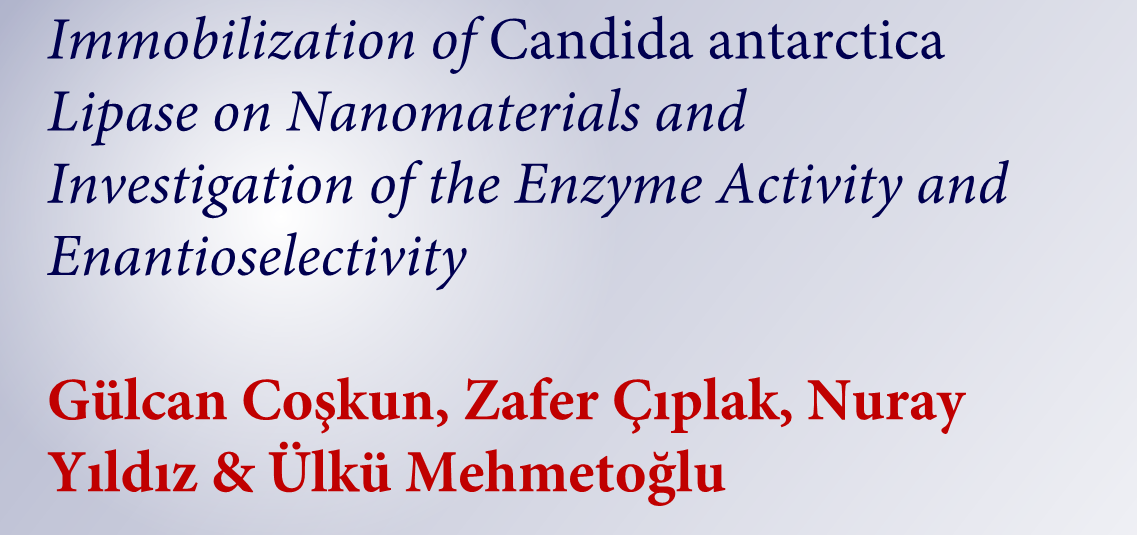 Immobilization of Candida antarctica
Lipase on Nanomaterials and
Investigation of the Enzyme Activity and
Enantioselectivity
Gülcan Coşkun, Zafer Çıplak, Nuray
Yıldız & Ülkü Mehmetoğlu